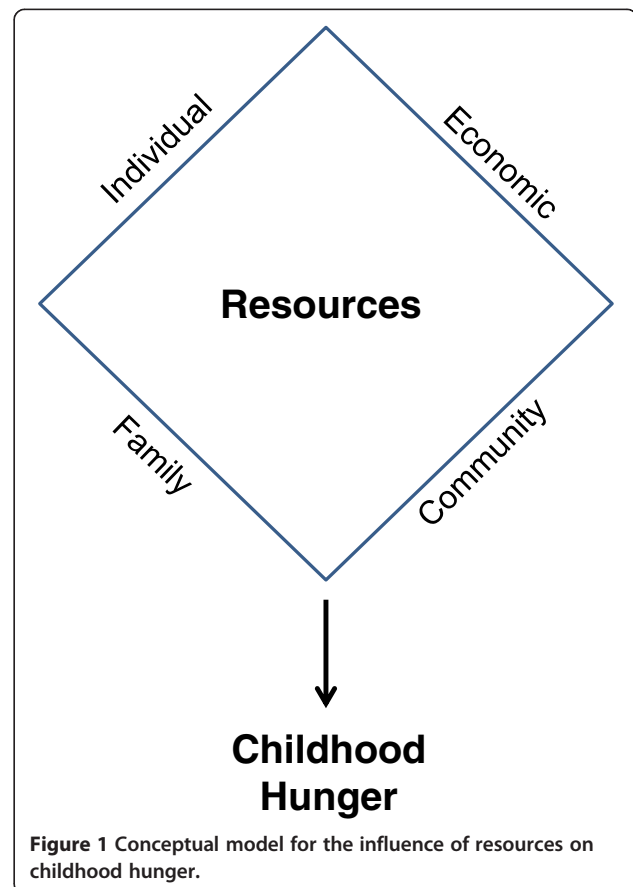 Individual
Economic
Resources
Family
Community
Childhood
Hunger
Figure 1 Conceptual model for the influence of resources on
childhood hunger.